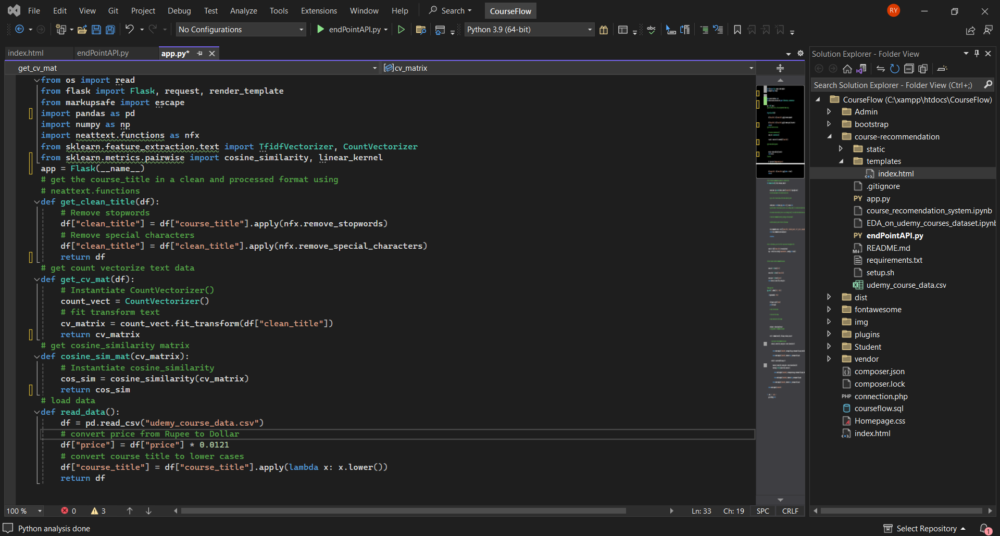 File Edit View Git Project Debug Test Analyze Tools Extensions Window Help Search CourseFlow RY
No Configurations endPointAPI.py Python 3.9 (64-bit) abc
index.html endPointAPI.py app.py*
get_cv_mat cv_matrix
from os import read
from flask import Flask, request, render_template
from markupsafe import escape
import pandas as pd
import numpy as np
import neattext.functions as nfx
from sklearn.feature_extraction.text import TfidfVectorizer, CountVectorizer
from sklearn.metrics.pairwise import cosine_similarity, linear_kernel
app = Flask(__name__)
# get the course_title in a clean and processed format using
# neattext.functions
def get_clean_title(df):
# Remove stopwords
df["clean_title"] = df["course_title"].apply(nfx.remove_stopwords)
# Remove special characters
df["clean_title"] = df["clean_title"].apply(nfx.remove_special_characters)
return df
# get count vectorize text data
def get_cv_mat(df):
# Instantiate CountVectorizer()
count_vect = CountVectorizer()
# fit transform text
cv_matrix = count_vect.fit_transform(df["clean_title"])
return cv_matrix
# get cosine_similarity matrix
def cosine_sim_mat(cv_matrix):
# Instantiate cosine_similarity
cos_sim = cosine_similarity(cv_matrix)
return cos_sim
# load data
def read_data():
df = pd.read_csv("udemy_course_data.csv")
# convert price from Rupee to Dollar
df["price"] = df["price"] * 0.0121
# convert course title to lower cases
df["course_title"] = df["course_title"].apply(lambda x: x.lower())
return df
100 % 0 3 Ln: 33 Ch: 19 SPC CRLF
Solution Explorer - Folder View
Search Solution Explorer - Folder View (Ctrl+;)
CourseFlow (C:\xampp\htdocs\CourseFlow)
Admin
bootstrap
course-recommendation
static
templates
index.html
.gitignore
PY app.py
course_recomendation_system.ipynb
EDA_on_udemy_courses_dataset.ipynb
PY endPointAPI.py
README.md
requirements.txt
setup.sh
udemy_course_data.csv
dist
fontawesome
img
plugins
Student
vendor
composer.json
composer.lock
PHP connection.php
courseflow.sql
Homepage.css
index.html
Python analysis done Select Repository 1